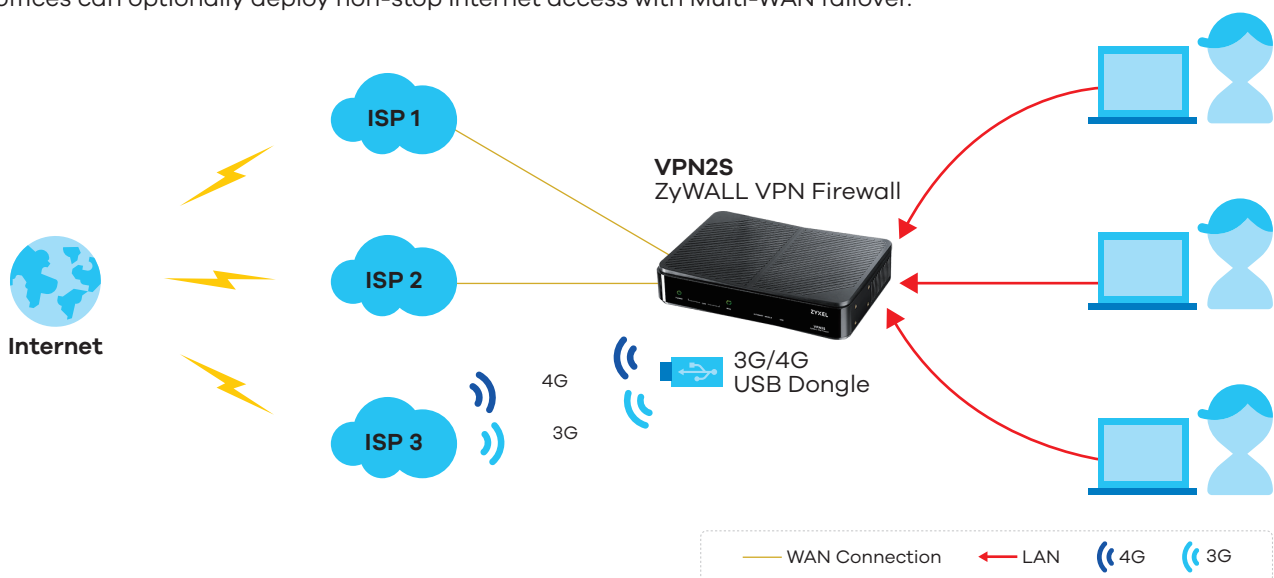 offices can optionally deploy non-stop Internet access with Multi-WAN failover.
ISP 1
VPN2S
ZyWALL VPN Firewall
ISP 2
ZYXEL
Internet
3G/4G
USB Dongle
4G
3G
ISP 3
WAN Connection
LAN
4G
3G